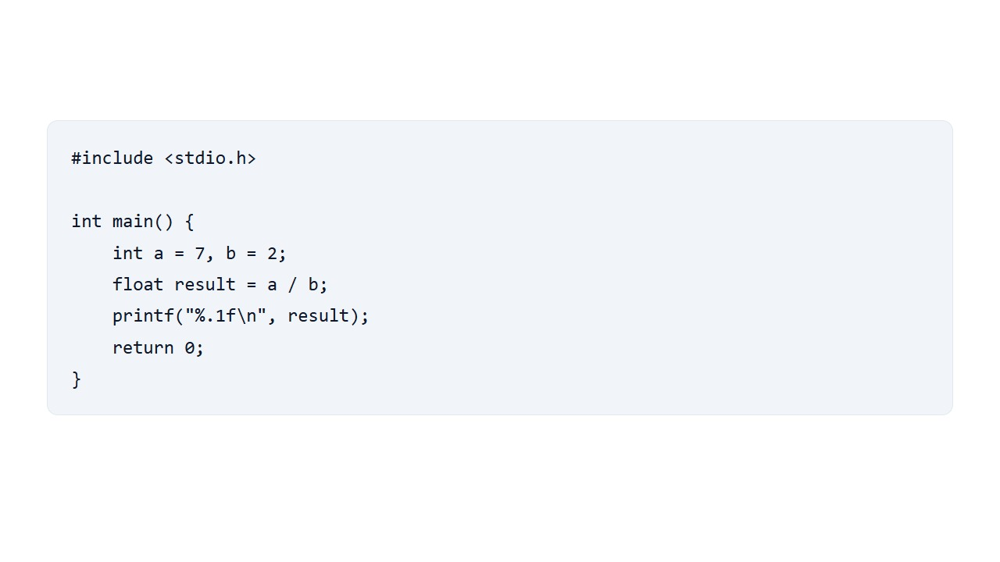 #include <stdio.h>

int main() {
    int a = 7, b = 2;
    float result = a / b;
    printf("%.1f\n", result);
    return 0;
}